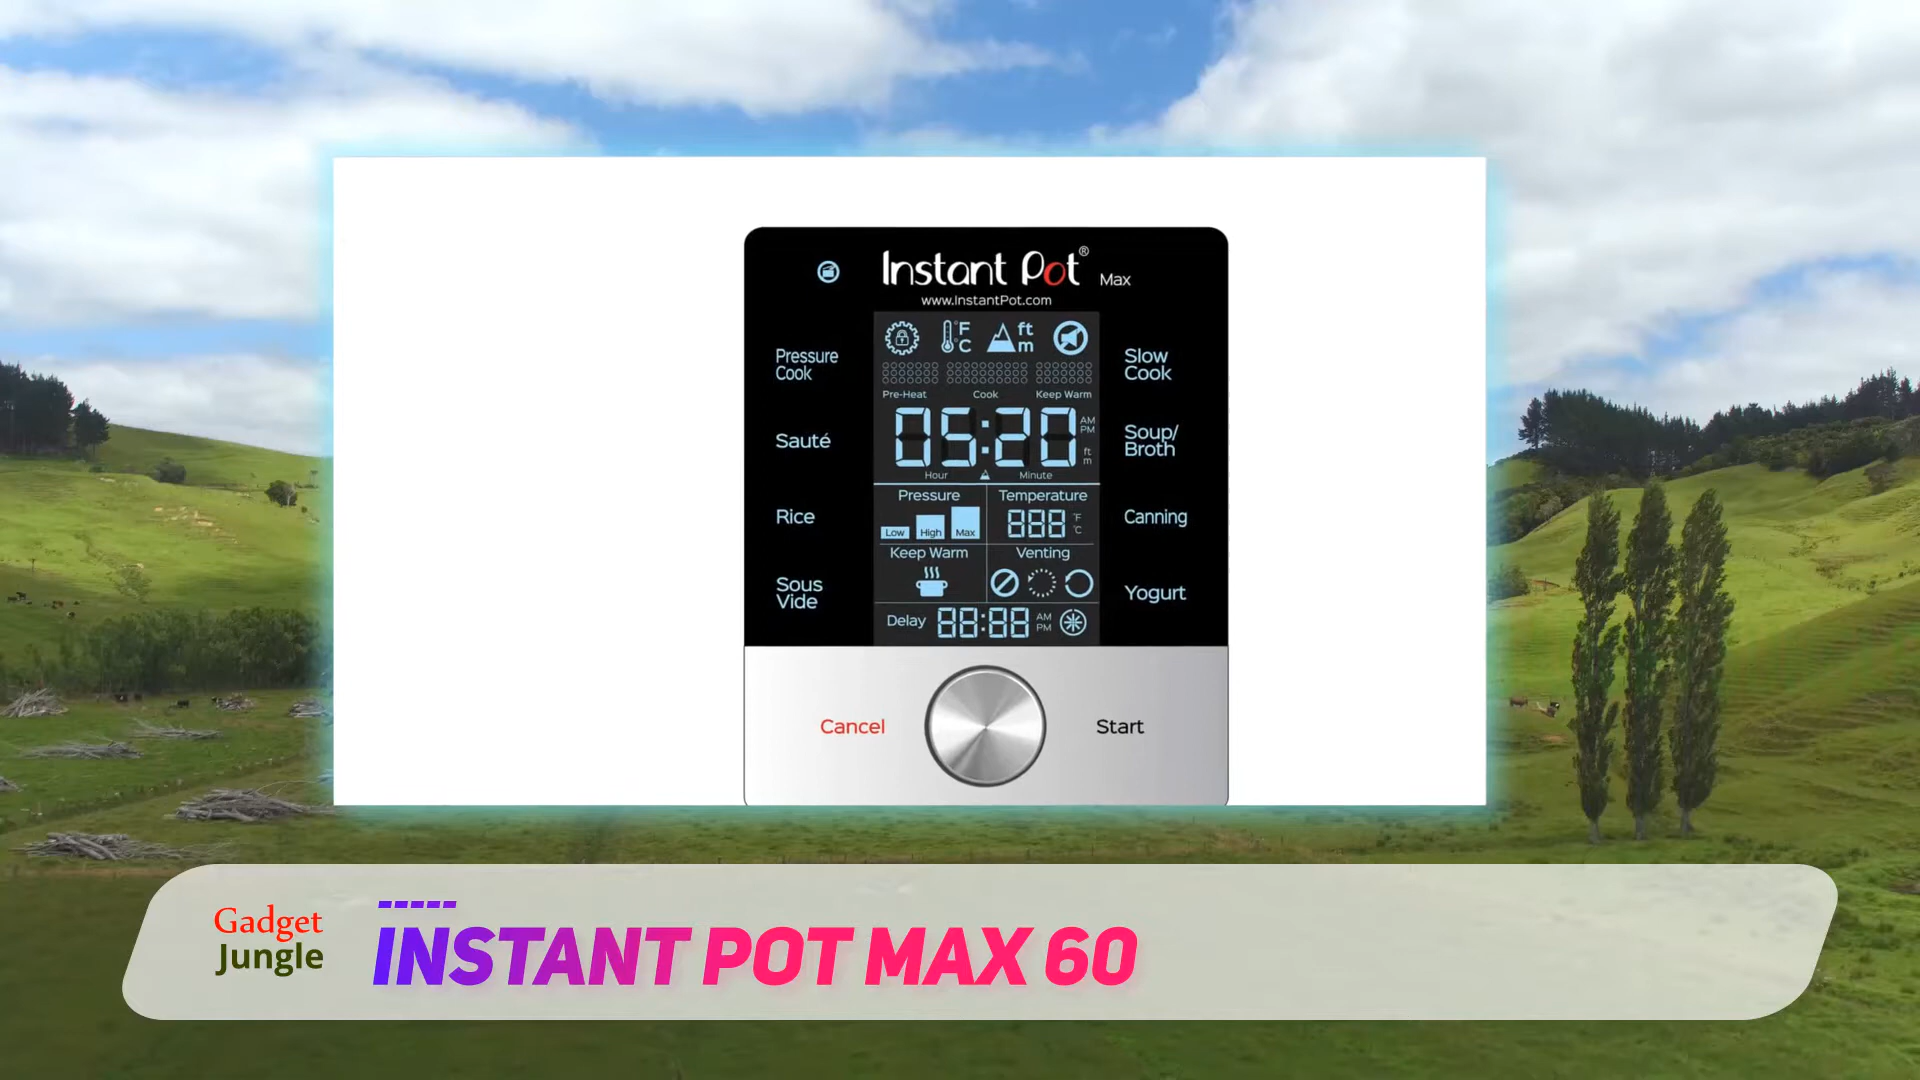 Instant Pot® Max
www.InstantPot.com
°F
°C
ft
m
Pressure
Cook
Slow
Cook
Pre-Heat Cook Keep Warm
05:20
AM
PM
ft
m
Hour Minute
Sauté
Soup/
Broth
Pressure Temperature
Low High Max
888 °F
°C
Rice
Canning
Keep Warm Venting
Sous
Vide
Yogurt
Delay 88:88 AM
PM
Cancel Start
Gadget
Jungle
INSTANT POT MAX 60